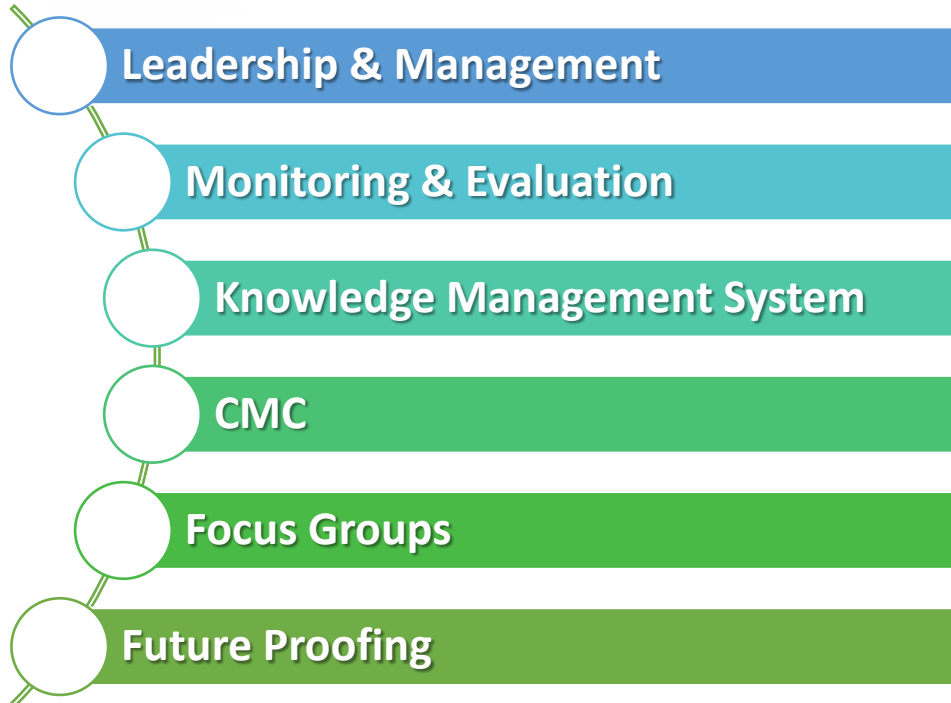 Leadership & Management
Monitoring & Evaluation
Knowledge Management System
CMC
Focus Groups
Future Proofing